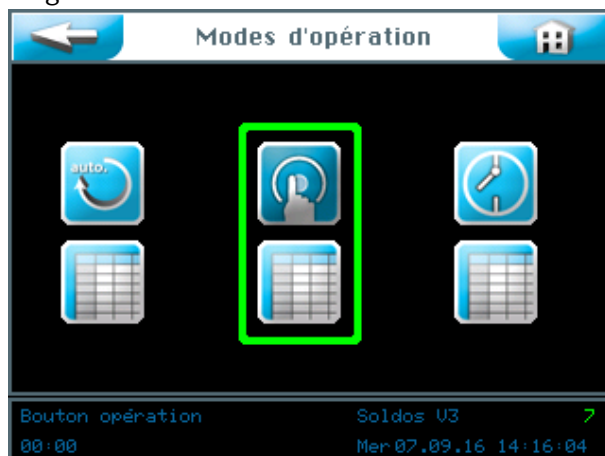 Modes d'opération
auto.
Bouton opération Soldos V3 7
00:00 Mer 07.09.16 14:16:04